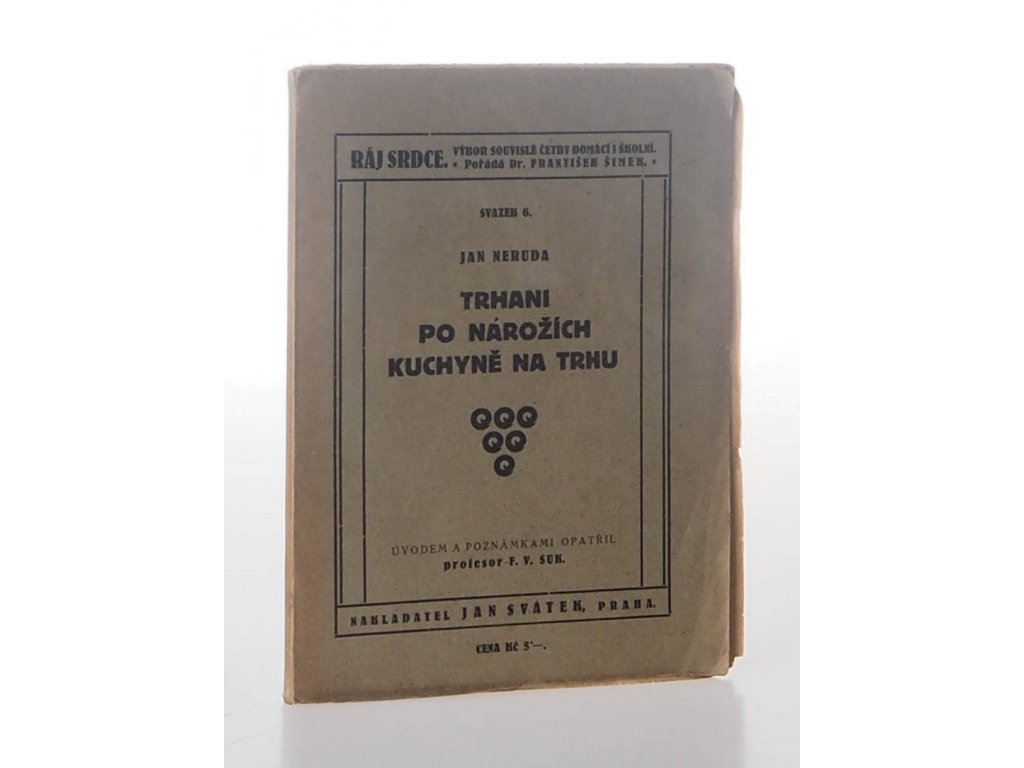 RÁJ SRDCE. VÝBOR SOUVISLÉ ČETBY DOMÁCÍ I ŠKOLNÍ.
• Pořádá Dr. FRANTIŠEK ŠIMEK. •
SVAZEK 6.
JAN NERUDA
TRHANI
PO NÁROŽÍCH
KUCHYNĚ NA TRHU
ÚVODEM A POZNÁMKAMI OPATŘIL
profesor F. V. SUK.
NAKLADATEL JAN SVÁTEK, PRAHA.
CENA KČ 5·—.